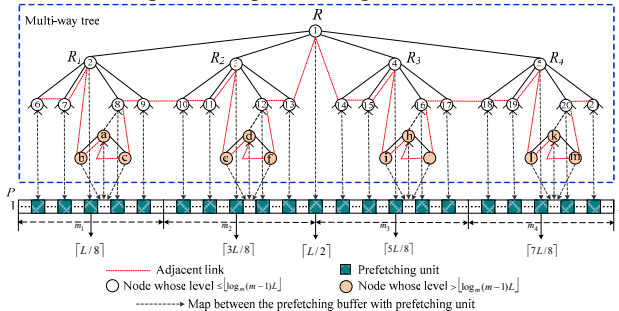 Multi-way tree
R
1
R1 R2 R3 R4
2 3 4 5
6 7 8 9 10 11 12 13 14 15 16 17 18 19 20 21
a d h k
b c e f i l m
P
1
m1 m2 m3 m4
⌈L/8⌉ ⌈3L/8⌉ ⌈L/2⌉ ⌈5L/8⌉ ⌈7L/8⌉
Adjacent link Prefetching unit
Node whose level ≤⌊log_m(m−1)L⌋ Node whose level >⌊log_m(m−1)L⌋
Map between the prefetching buffer with prefetching unit